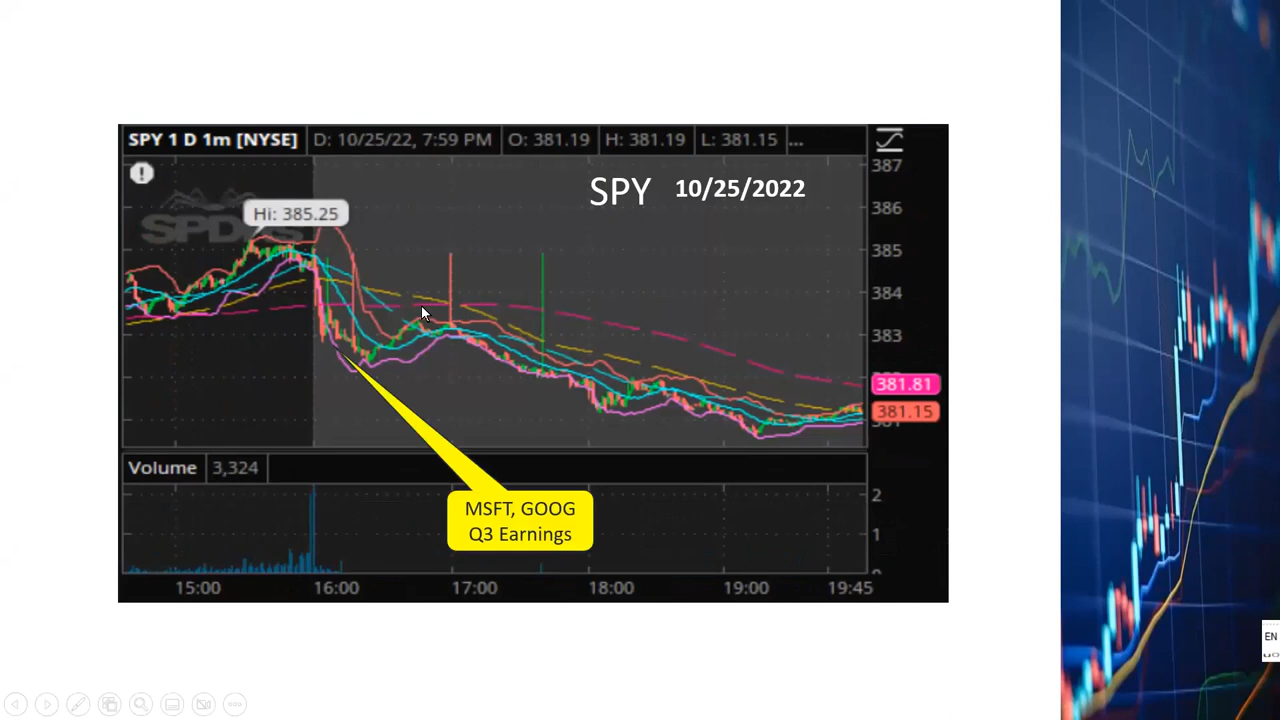 SPY 1 D 1m [NYSE] D: 10/25/22, 7:59 PM O: 381.19 H: 381.19 L: 381.15 ...
387
SPY 10/25/2022
Hi: 385.25
SPDRs
386
385
384
383
381.81
381.15
Volume 3,324
2
MSFT, GOOG
Q3 Earnings
1
0
15:00 16:00 17:00 18:00 19:00 19:45
EN